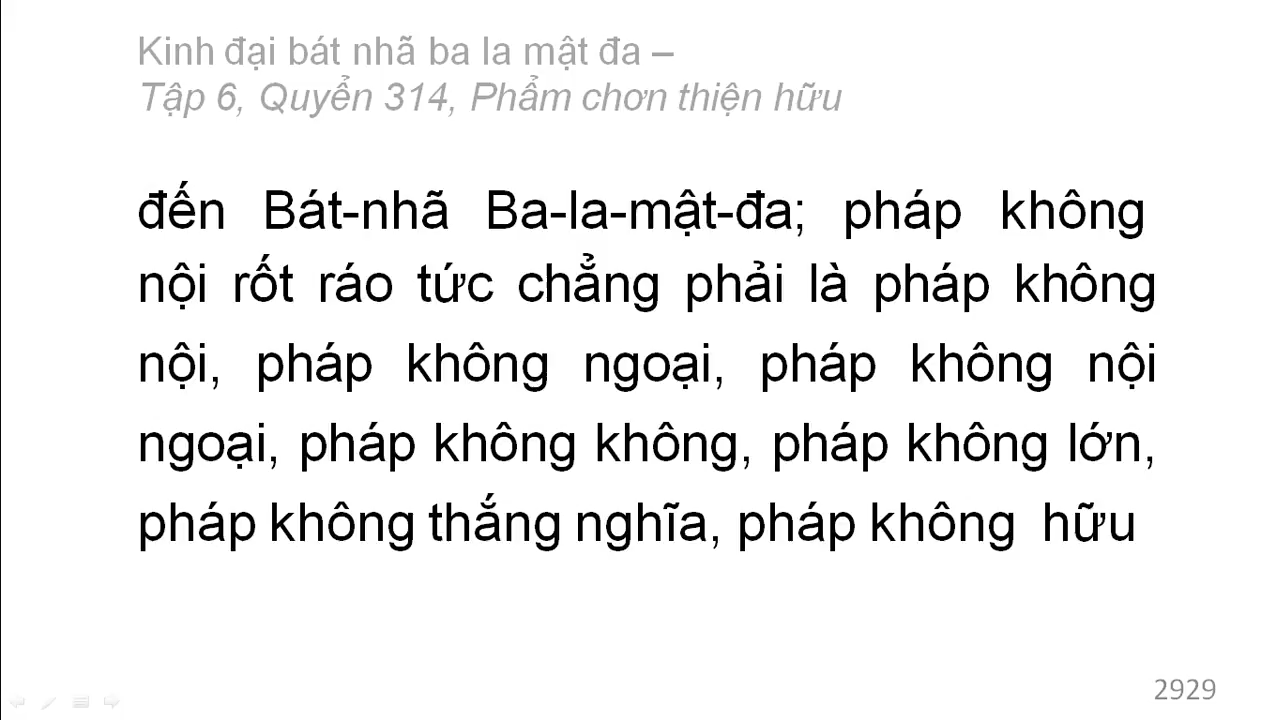 Kinh đại bát nhã ba la mật đa –
Tập 6, Quyển 314, Phẩm chơn thiện hữu
đến Bát-nhã Ba-la-mật-đa; pháp không
nội rốt ráo tức chẳng phải là pháp không
nội, pháp không ngoại, pháp không nội
ngoại, pháp không không, pháp không lớn,
pháp không thắng nghĩa, pháp không hữu
2929